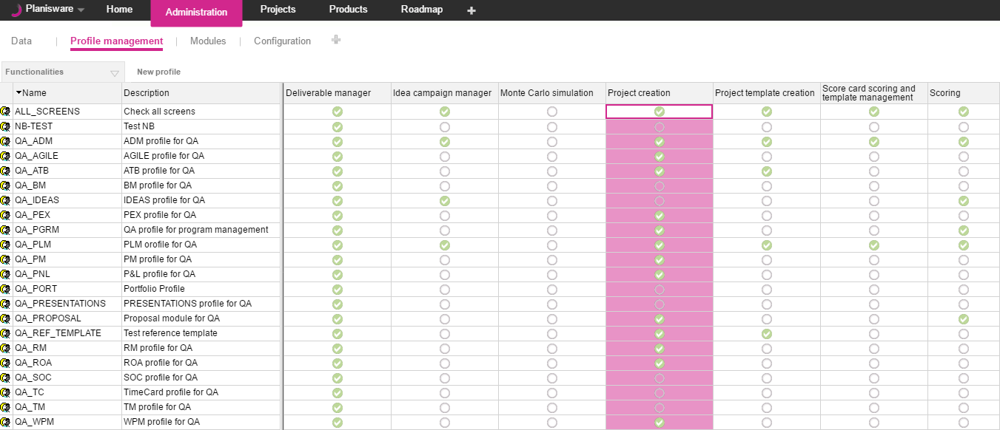 Planisware Home Administration Projects Products Roadmap +
Data | Profile management | Modules | Configuration +
Functionalities New profile
Name Description Deliverable manager Idea campaign manager Monte Carlo simulation Project creation Project template creation Score card scoring and template management Scoring
ALL_SCREENS Check all screens
NB-TEST Test NB
QA_ADM ADM profile for QA
QA_AGILE AGILE profile for QA
QA_ATB ATB profile for QA
QA_BM BM profile for QA
QA_IDEAS IDEAS profile for QA
QA_PEX PEX profile for QA
QA_PGRM QA profile for program management
QA_PLM PLM orofile for QA
QA_PM PM profile for QA
QA_PNL P&L profile for QA
QA_PORT Portfolio Profile
QA_PRESENTATIONS PRESENTATIONS profile for QA
QA_PROPOSAL Proposal module for QA
QA_REF_TEMPLATE Test reference template
QA_RM RM profile for QA
QA_ROA ROA profile for QA
QA_SOC SOC profile for QA
QA_TC TimeCard profile for QA
QA_TM TM profile for QA
QA_WPM WPM profile for QA